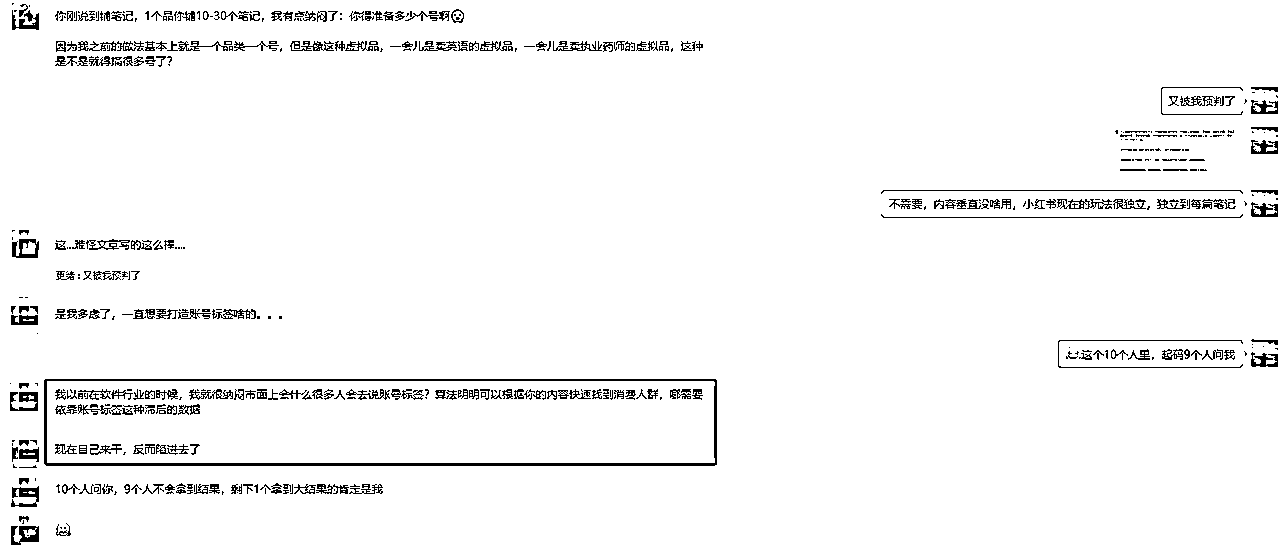 你刚说到铺笔记，1个品你铺10-30个笔记，我有点纳闷了：你得准备多少个号啊😮
因为我之前的做法基本上就是一个品类一个号，但是像这种虚拟品，一会儿是卖英语的虚拟品，一会儿是卖执业药师的虚拟品，这种
是不是就得搞很多号了？
又被我预判了
不需要，内容垂直没啥用，小红书现在的玩法很独立，独立到每篇笔记
这...难怪文章写的这么棒....
更绝：又被我预判了
是我多虑了，一直想要打造账号标签啥的。。。
这个10个人里，起码9个人问我
我以前在软件行业的时候，我就很纳闷市面上会什么很多人会去说账号标签？算法明明可以根据你的内容快速找到消费人群，哪需要
依靠账号标签这种滞后的数据
现在自己来干，反而陷进去了
10个人问你，9个人不会拿到结果，剩下1个拿到大结果的肯定是我